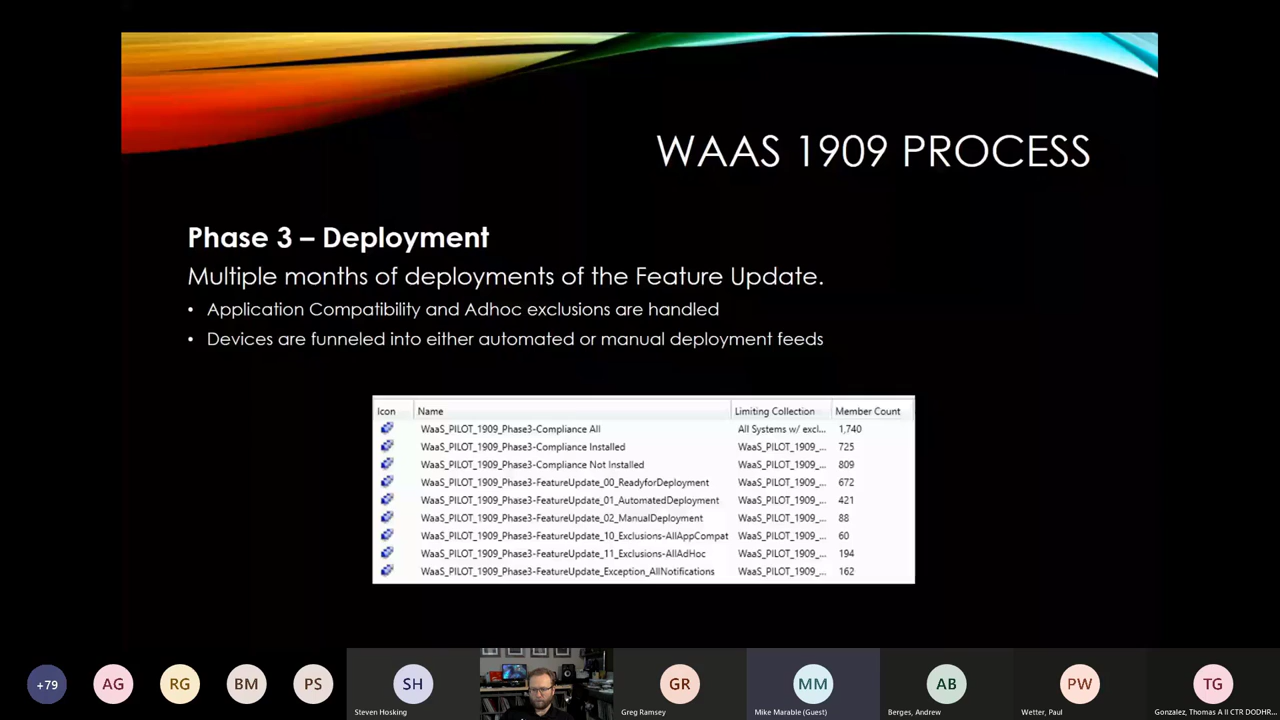 WAAS 1909 PROCESS
Phase 3 – Deployment
Multiple months of deployments of the Feature Update.
• Application Compatibility and Adhoc exclusions are handled
• Devices are funneled into either automated or manual deployment feeds
Icon Name Limiting Collection Member Count
WaaS_PILOT_1909_Phase3-Compliance All All Systems w/ excl... 1,740
WaaS_PILOT_1909_Phase3-Compliance Installed WaaS_PILOT_1909_... 725
WaaS_PILOT_1909_Phase3-Compliance Not Installed WaaS_PILOT_1909_... 809
WaaS_PILOT_1909_Phase3-FeatureUpdate_00_ReadyforDeployment WaaS_PILOT_1909_... 672
WaaS_PILOT_1909_Phase3-FeatureUpdate_01_AutomatedDeployment WaaS_PILOT_1909_... 421
WaaS_PILOT_1909_Phase3-FeatureUpdate_02_ManualDeployment WaaS_PILOT_1909_... 88
WaaS_PILOT_1909_Phase3-FeatureUpdate_10_Exclusions-AllAppCompat WaaS_PILOT_1909_... 60
WaaS_PILOT_1909_Phase3-FeatureUpdate_11_Exclusions-AllAdHoc WaaS_PILOT_1909_... 194
WaaS_PILOT_1909_Phase3-FeatureUpdate_Exception_AllNotifications WaaS_PILOT_1909_... 162
+79 AG RG BM PS SH GR MM AB PW TG
Steven Hosking Greg Ramsey Mike Marable (Guest) Berges, Andrew Wetter, Paul Gonzalez, Thomas A II CTR DODHR...